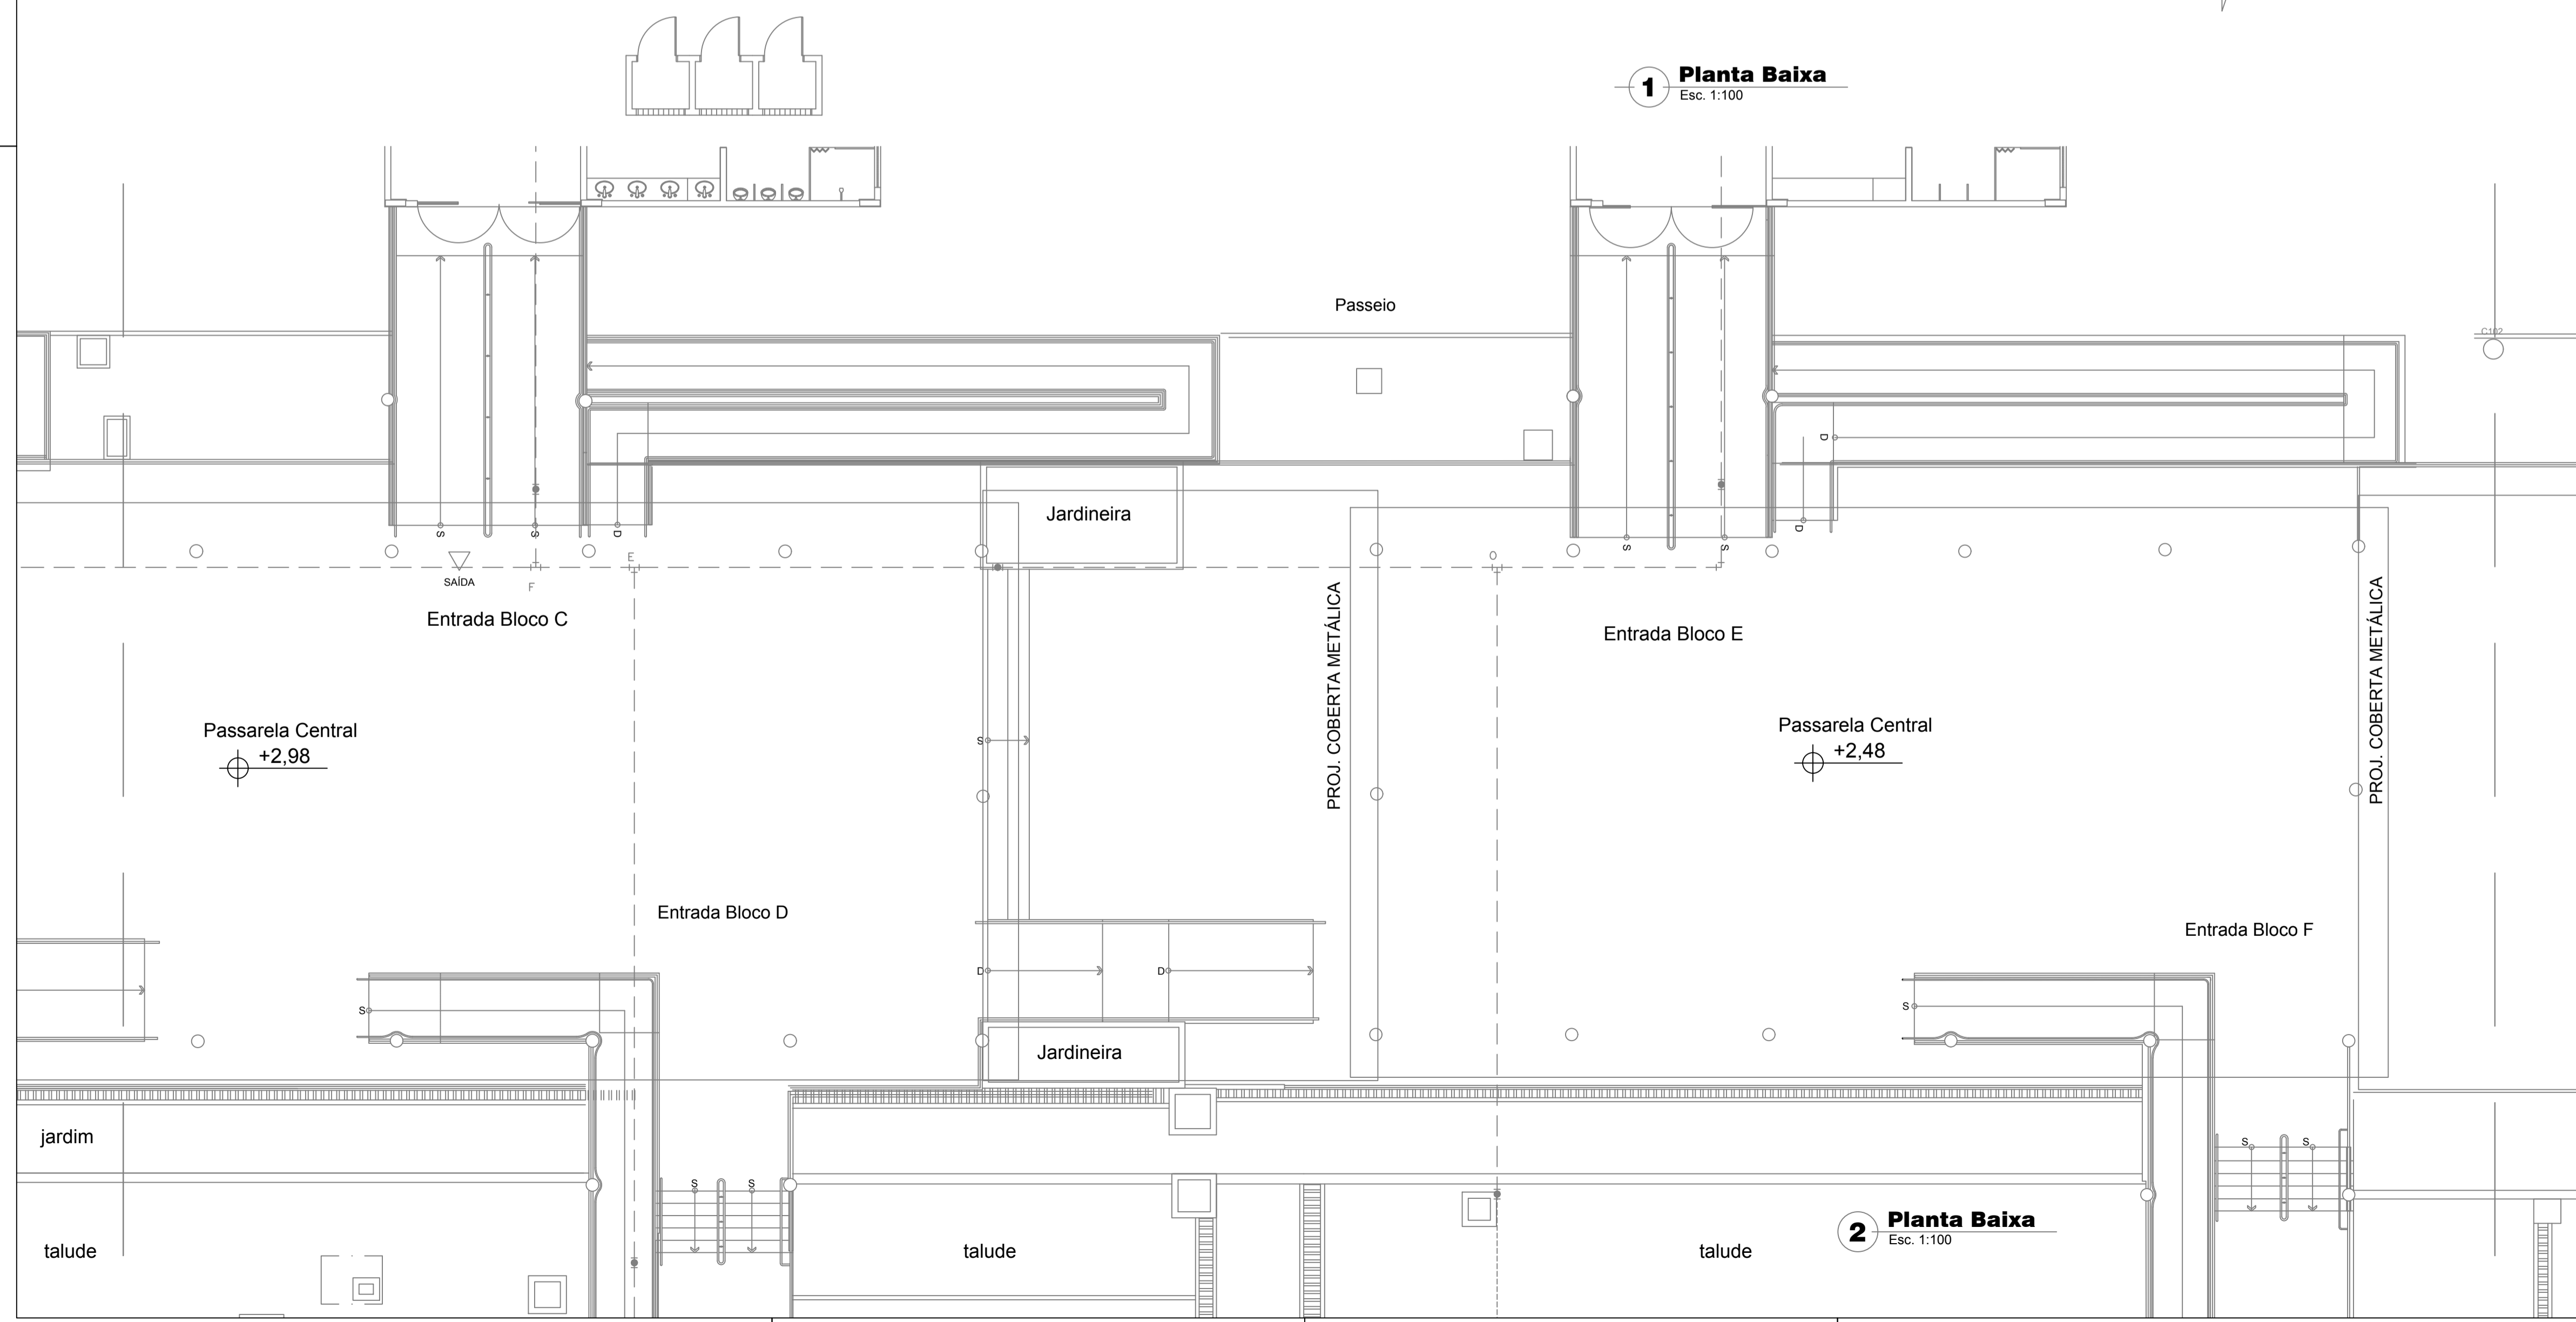 1
Planta Baixa
Esc. 1:100
Passeio
C102
Jardineira
S
S
D
S
S
D
D
SAÍDA
F
E
O
Entrada Bloco C
Entrada Bloco E
PROJ. COBERTA METÁLICA
PROJ. COBERTA METÁLICA
Passarela Central
+2,98
S
Passarela Central
+2,48
Entrada Bloco D
Entrada Bloco F
D
D
S
S
Jardineira
jardim
S
S
S
S
talude
talude
talude
2
Planta Baixa
Esc. 1:100